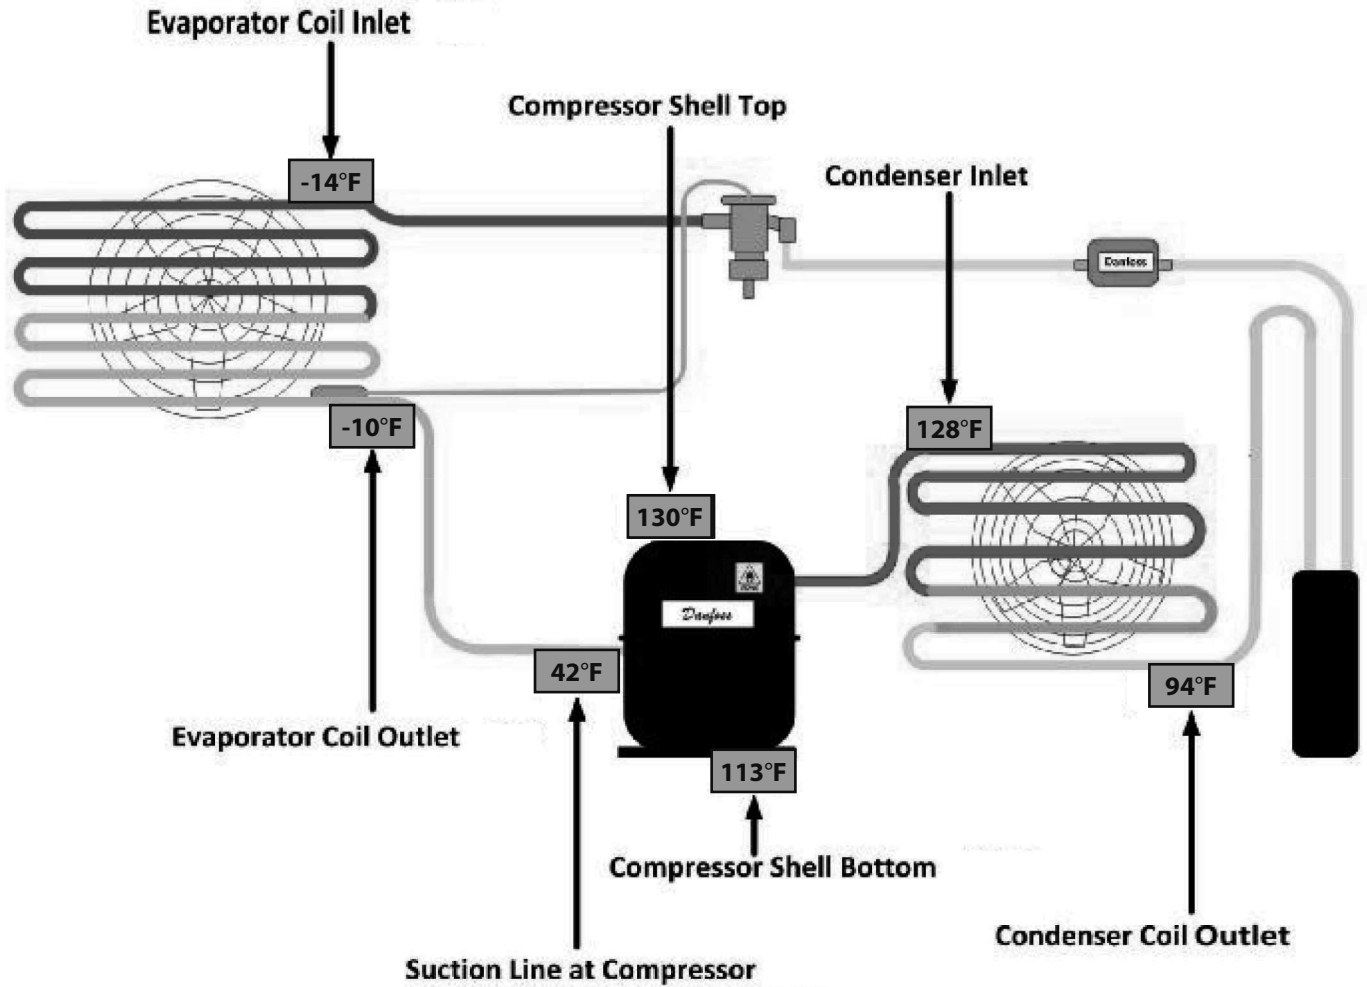 Evaporator Coil Inlet
Compressor Shell Top
-14°F
Condenser Inlet
Danfoss
-10°F
128°F
130°F
Danfoss
42°F
94°F
Evaporator Coil Outlet
113°F
Compressor Shell Bottom
Condenser Coil Outlet
Suction Line at Compressor